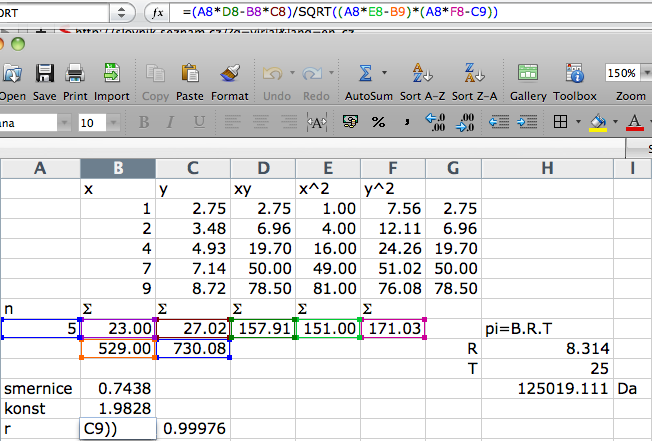 ORT fx =(A8*D8-B8*C8)/SQRT((A8*E8-B9)*(A8*F8-C9))
Open Save Print Import Copy Paste Format Undo Redo AutoSum Sort A-Z Sort Z-A Gallery Toolbox 150% Zoom
ana 10 B I U A % , .0 .00 .00 .0 A
A B C D E F G H I
x y xy x^2 y^2
1 2.75 2.75 1.00 7.56 2.75
2 3.48 6.96 4.00 12.11 6.96
4 4.93 19.70 16.00 24.26 19.70
7 7.14 50.00 49.00 51.02 50.00
9 8.72 78.50 81.00 76.08 78.50
n Σ Σ Σ Σ Σ
5 23.00 27.02 157.91 151.00 171.03 pi=B.R.T
529.00 730.08 R 8.314
T 25
smernice 0.7438 125019.111 Da
konst 1.9828
r C9)) 0.99976